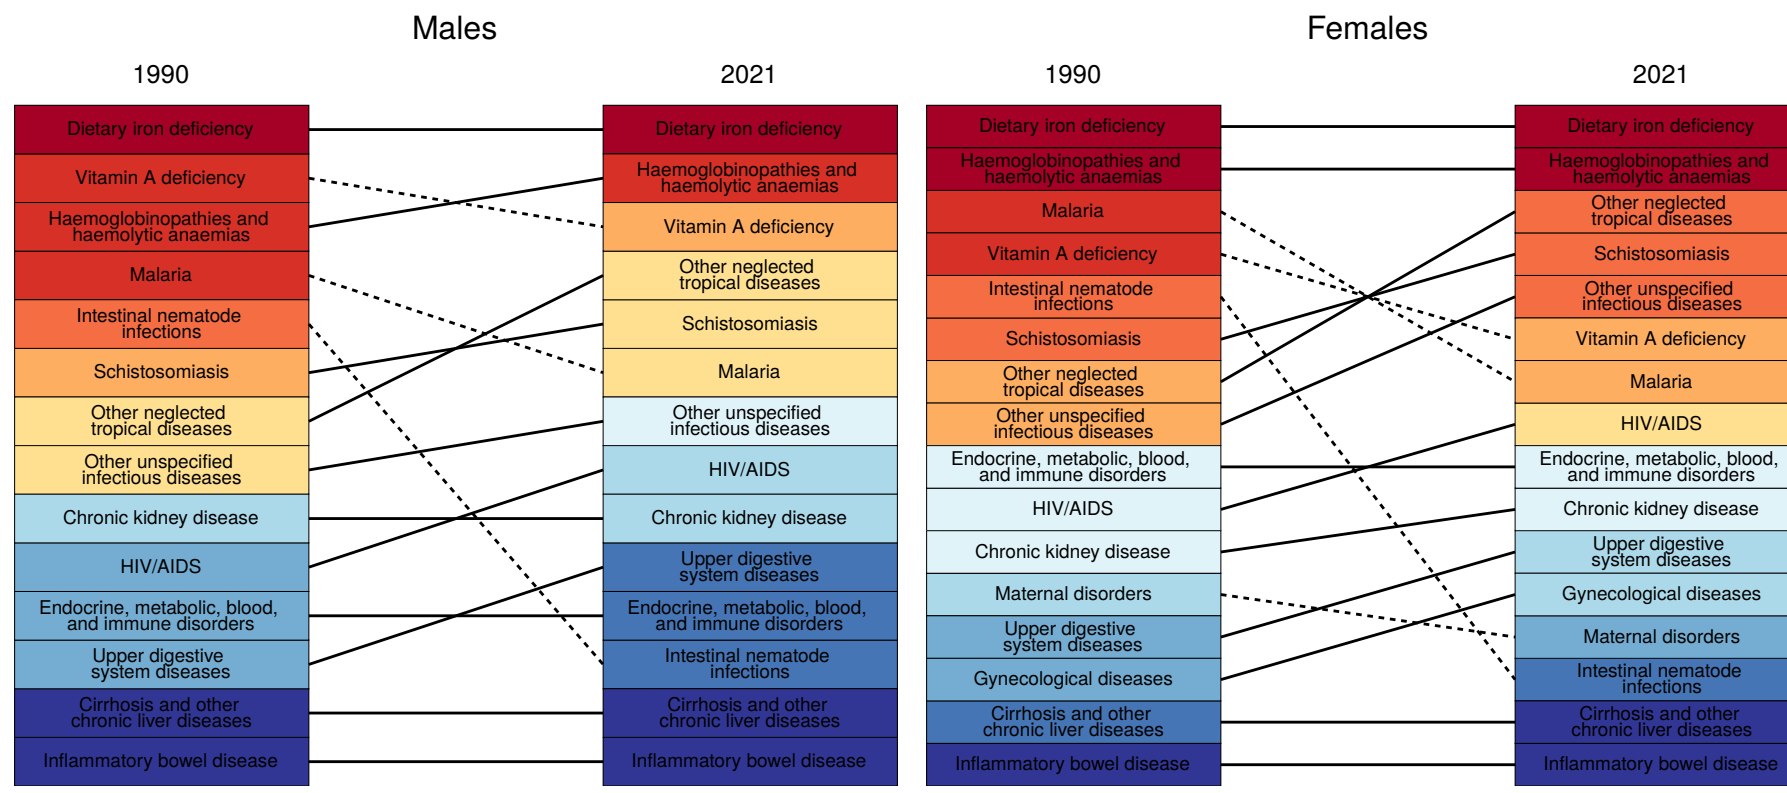 Males
1990
2021
Dietary iron deficiency
Vitamin A deficiency
Haemoglobinopathies and
haemolytic anaemias
Malaria
Intestinal nematode
infections
Schistosomiasis
Other neglected
tropical diseases
Other unspecified
infectious diseases
Chronic kidney disease
HIV/AIDS
Endocrine, metabolic, blood,
and immune disorders
Upper digestive
system diseases
Cirrhosis and other
chronic liver diseases
Inflammatory bowel disease
Dietary iron deficiency
Haemoglobinopathies and
haemolytic anaemias
Vitamin A deficiency
Other neglected
tropical diseases
Schistosomiasis
Malaria
Other unspecified
infectious diseases
HIV/AIDS
Chronic kidney disease
Upper digestive
system diseases
Endocrine, metabolic, blood,
and immune disorders
Intestinal nematode
infections
Cirrhosis and other
chronic liver diseases
Inflammatory bowel disease
Females
1990
2021
Dietary iron deficiency
Haemoglobinopathies and
haemolytic anaemias
Malaria
Vitamin A deficiency
Intestinal nematode
infections
Schistosomiasis
Other neglected
tropical diseases
Other unspecified
infectious diseases
Endocrine, metabolic, blood,
and immune disorders
HIV/AIDS
Chronic kidney disease
Maternal disorders
Upper digestive
system diseases
Gynecological diseases
Cirrhosis and other
chronic liver diseases
Inflammatory bowel disease
Dietary iron deficiency
Haemoglobinopathies and
haemolytic anaemias
Other neglected
tropical diseases
Schistosomiasis
Other unspecified
infectious diseases
Vitamin A deficiency
Malaria
HIV/AIDS
Endocrine, metabolic, blood,
and immune disorders
Chronic kidney disease
Upper digestive
system diseases
Gynecological diseases
Maternal disorders
Intestinal nematode
infections
Cirrhosis and other
chronic liver diseases
Inflammatory bowel disease